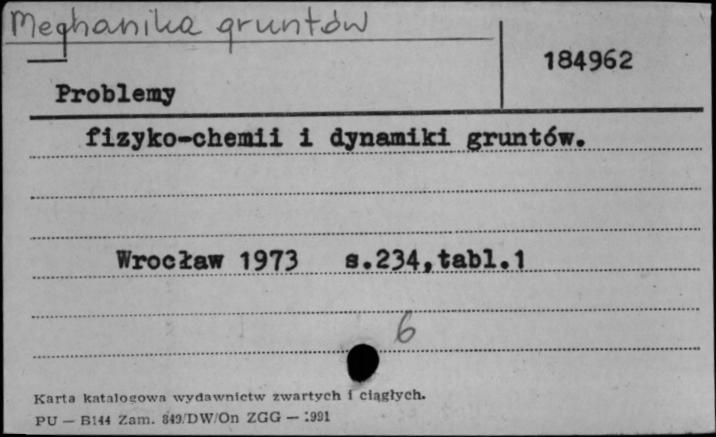 Mechanika gruntów
184962
Problemy
fizyko-chemii i dynamiki gruntów.
Wrocław 1973 s.234,tabl.1
6
Karta katalogowa wydawnictw zwartych i ciągłych.
PU — B144 Zam. 849/DW/On ZGG — 1991